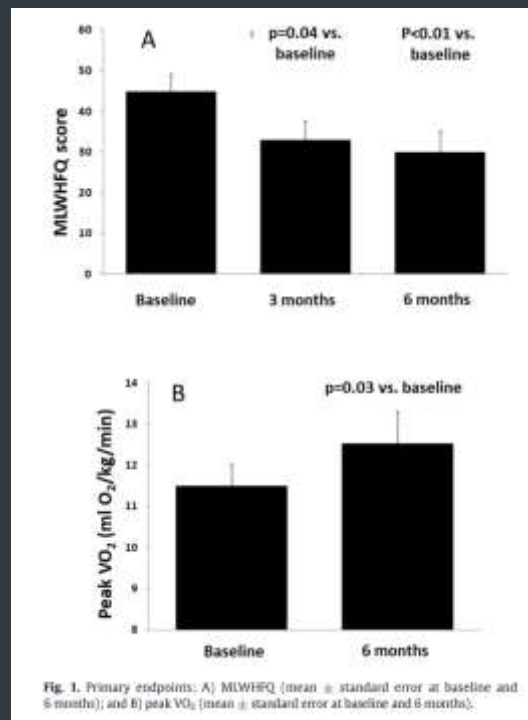 A
p=0.04 vs.
baseline
P<0.01 vs.
baseline
MLWHFQ score
60
50
40
30
20
10
0
Baseline 3 months 6 months
B
p=0.03 vs. baseline
Peak VO₂ (ml O₂/kg/min)
14
13
12
11
10
9
8
Baseline 6 months
Fig. 1. Primary endpoints: A) MLWHFQ (mean ± standard error at baseline and
6 months); and B) peak VO₂ (mean ± standard error at baseline and 6 months).